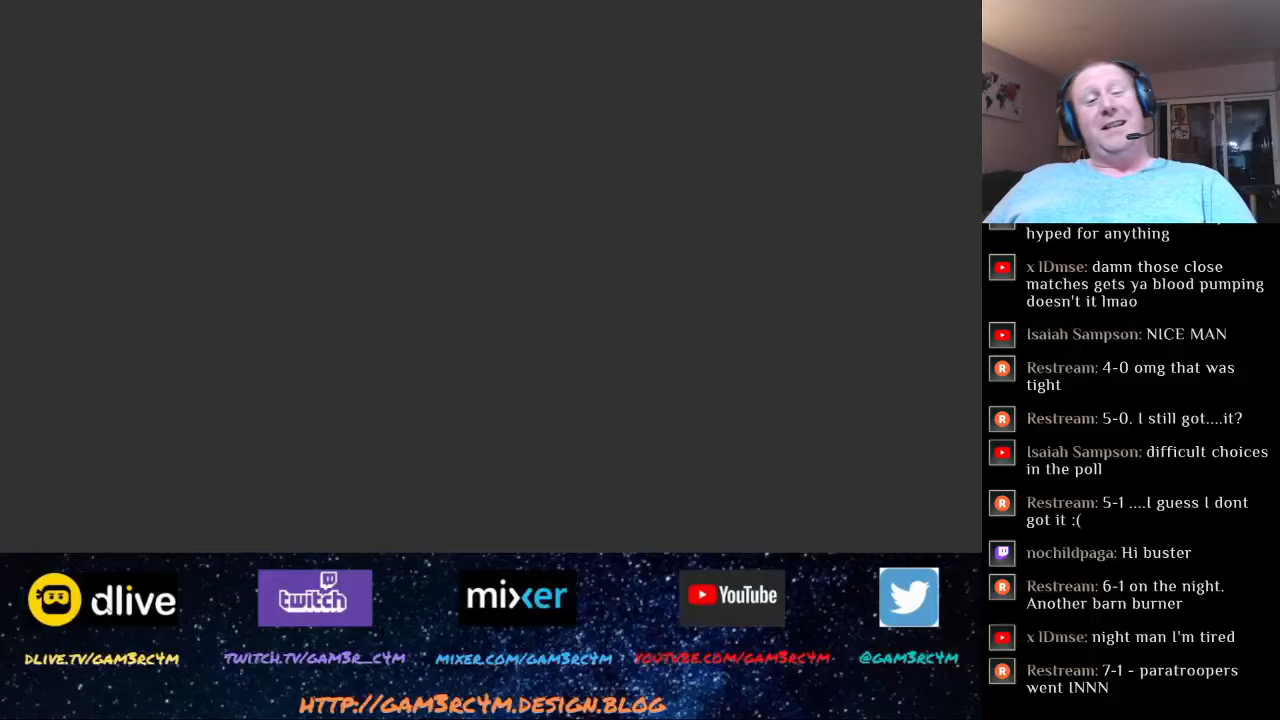 hyped for anything
x lDmse: damn those close
matches gets ya blood pumping
doesn't it lmao
Isaiah Sampson: NICE MAN
Restream: 4-0 omg that was
tight
Restream: 5-0. I still got....it?
Isaiah Sampson: difficult choices
in the poll
Restream: 5-1 ....I guess I dont
got it :(
nochildpaga: Hi buster
Restream: 6-1 on the night.
Another barn burner
x lDmse: night man I'm tired
Restream: 7-1 - paratroopers
went INNN
dlive
twitch
mixer
YouTube
DLIVE.TV/GAM3RC4M
TWITCH.TV/GAM3R_C4M
MIXER.COM/GAM3RC4M
YOUTUBE.COM/GAM3RC4M
@GAM3RC4M
HTTP://GAM3RC4M.DESIGN.BLOG